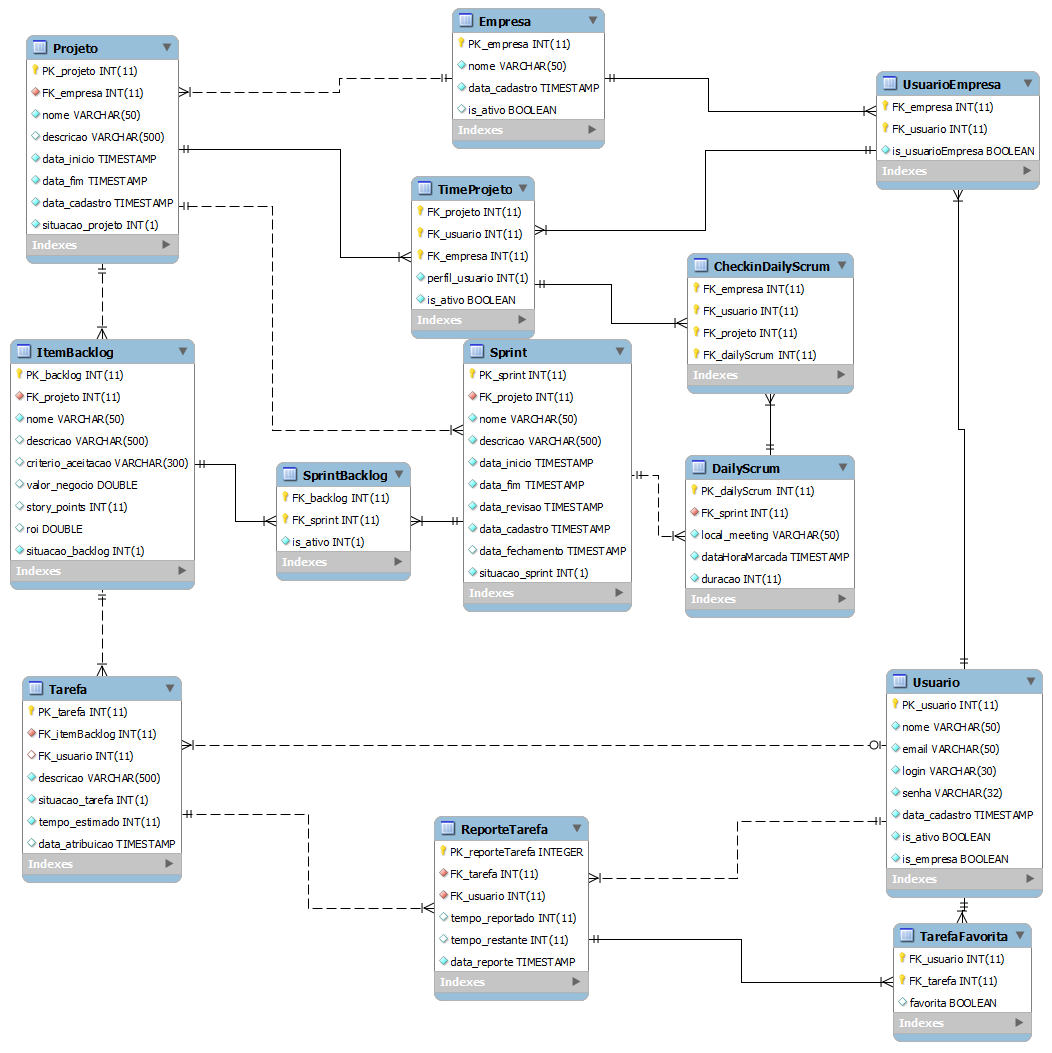 Empresa
PK_empresa INT(11)
nome VARCHAR(50)
data_cadastro TIMESTAMP
is_ativo BOOLEAN
Indexes
Projeto
PK_projeto INT(11)
FK_empresa INT(11)
nome VARCHAR(50)
descricao VARCHAR(500)
data_inicio TIMESTAMP
data_fim TIMESTAMP
data_cadastro TIMESTAMP
situacao_projeto INT(1)
Indexes
UsuarioEmpresa
FK_empresa INT(11)
FK_usuario INT(11)
is_usuarioEmpresa BOOLEAN
Indexes
TimeProjeto
FK_projeto INT(11)
FK_usuario INT(11)
FK_empresa INT(11)
perfil_usuario INT(1)
is_ativo BOOLEAN
Indexes
CheckinDailyScrum
FK_empresa INT(11)
FK_usuario INT(11)
FK_projeto INT(11)
FK_dailyScrum INT(11)
Indexes
ItemBacklog
PK_backlog INT(11)
FK_projeto INT(11)
nome VARCHAR(50)
descricao VARCHAR(500)
criterio_aceitacao VARCHAR(300)
valor_negocio DOUBLE
story_points INT(11)
roi DOUBLE
situacao_backlog INT(1)
Indexes
Sprint
PK_sprint INT(11)
FK_projeto INT(11)
nome VARCHAR(50)
descricao VARCHAR(500)
data_inicio TIMESTAMP
data_fim TIMESTAMP
data_revisao TIMESTAMP
data_cadastro TIMESTAMP
data_fechamento TIMESTAMP
situacao_sprint INT(1)
Indexes
SprintBacklog
FK_backlog INT(11)
FK_sprint INT(11)
is_ativo INT(1)
Indexes
DailyScrum
PK_dailyScrum INT(11)
FK_sprint INT(11)
local_meeting VARCHAR(50)
dataHoraMarcada TIMESTAMP
duracao INT(11)
Indexes
Tarefa
PK_tarefa INT(11)
FK_itemBacklog INT(11)
FK_usuario INT(11)
descricao VARCHAR(500)
situacao_tarefa INT(1)
tempo_estimado INT(11)
data_atribuicao TIMESTAMP
Indexes
Usuario
PK_usuario INT(11)
nome VARCHAR(50)
email VARCHAR(50)
login VARCHAR(30)
senha VARCHAR(32)
data_cadastro TIMESTAMP
is_ativo BOOLEAN
is_empresa BOOLEAN
Indexes
ReporteTarefa
PK_reporteTarefa INTEGER
FK_tarefa INT(11)
FK_usuario INT(11)
tempo_reportado INT(11)
tempo_restante INT(11)
data_reporte TIMESTAMP
Indexes
TarefaFavorita
FK_usuario INT(11)
FK_tarefa INT(11)
favorita BOOLEAN
Indexes